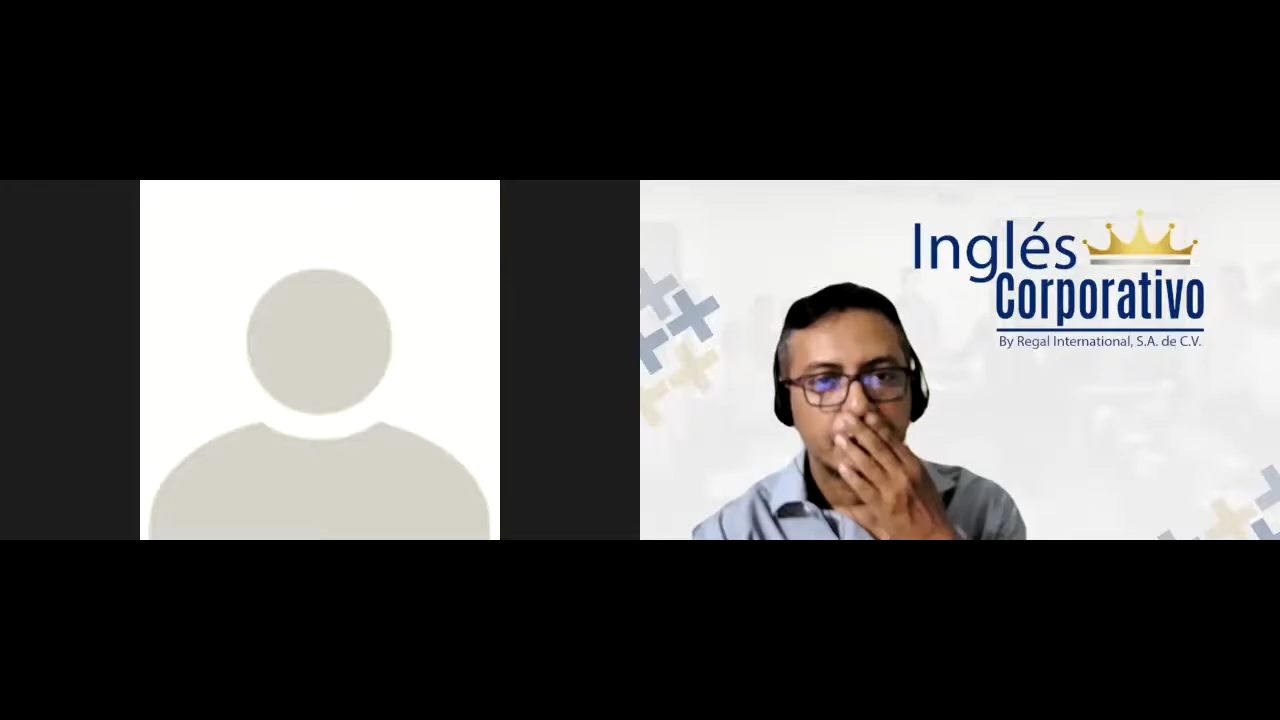 Inglés
Corporativo
By Regal International, S.A. de C.V.